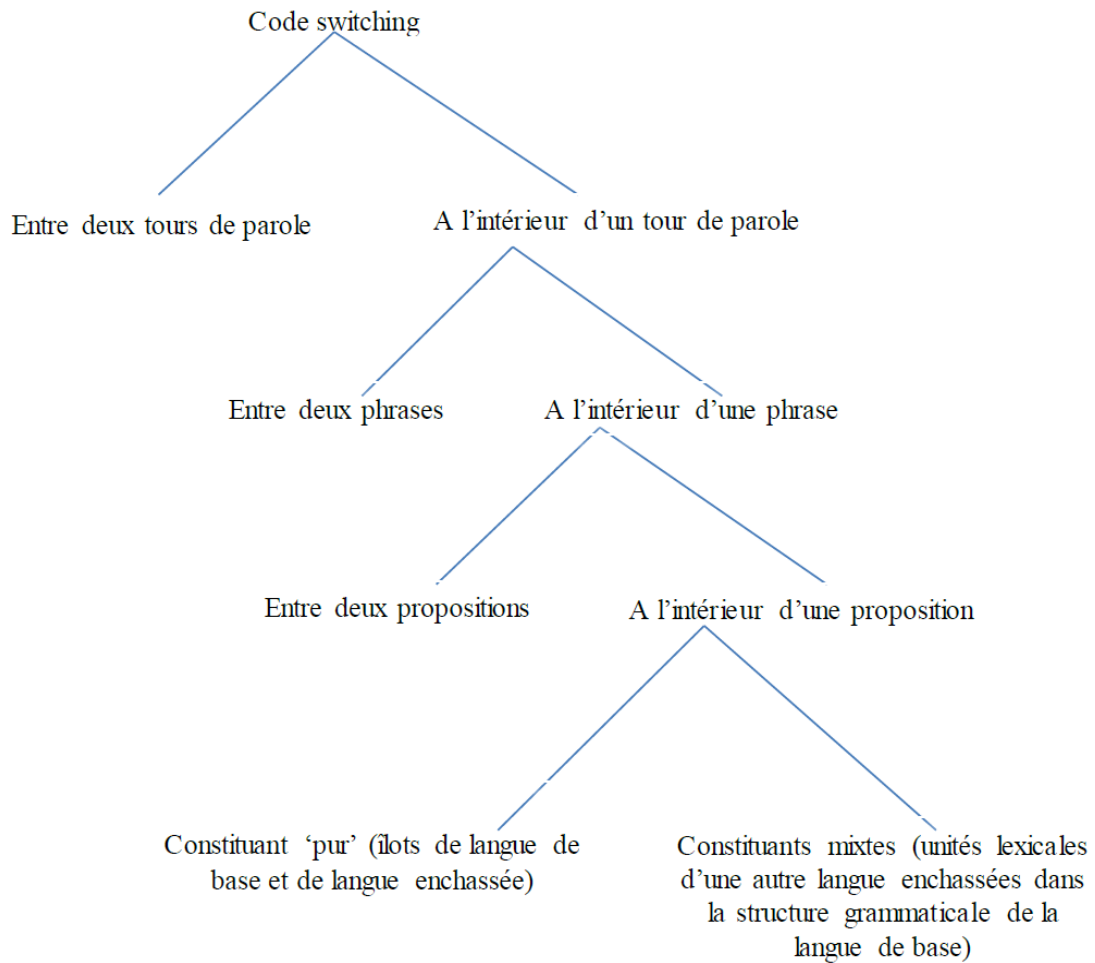 Code switching
Entre deux tours de parole
A l’intérieur d’un tour de parole
Entre deux phrases
A l’intérieur d’une phrase
Entre deux propositions
A l’intérieur d’une proposition
Constituant ‘pur’ (îlots de langue de
base et de langue enchassée)
Constituants mixtes (unités lexicales
d’une autre langue enchassées dans
la structure grammaticale de la
langue de base)